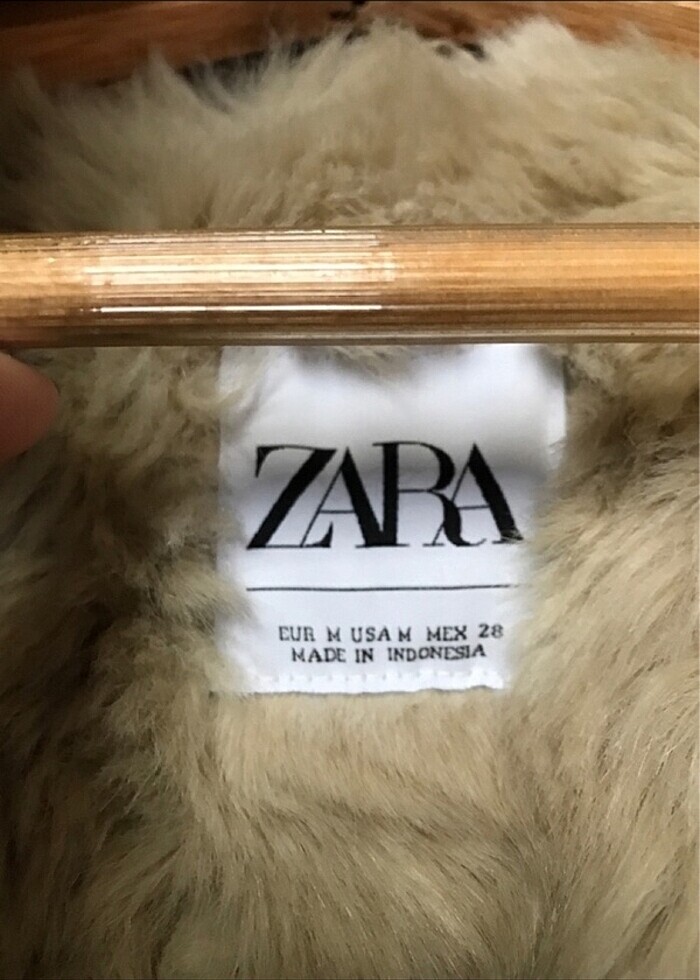 ZARA
EUR M USA M MEX 28
MADE IN INDONESIA